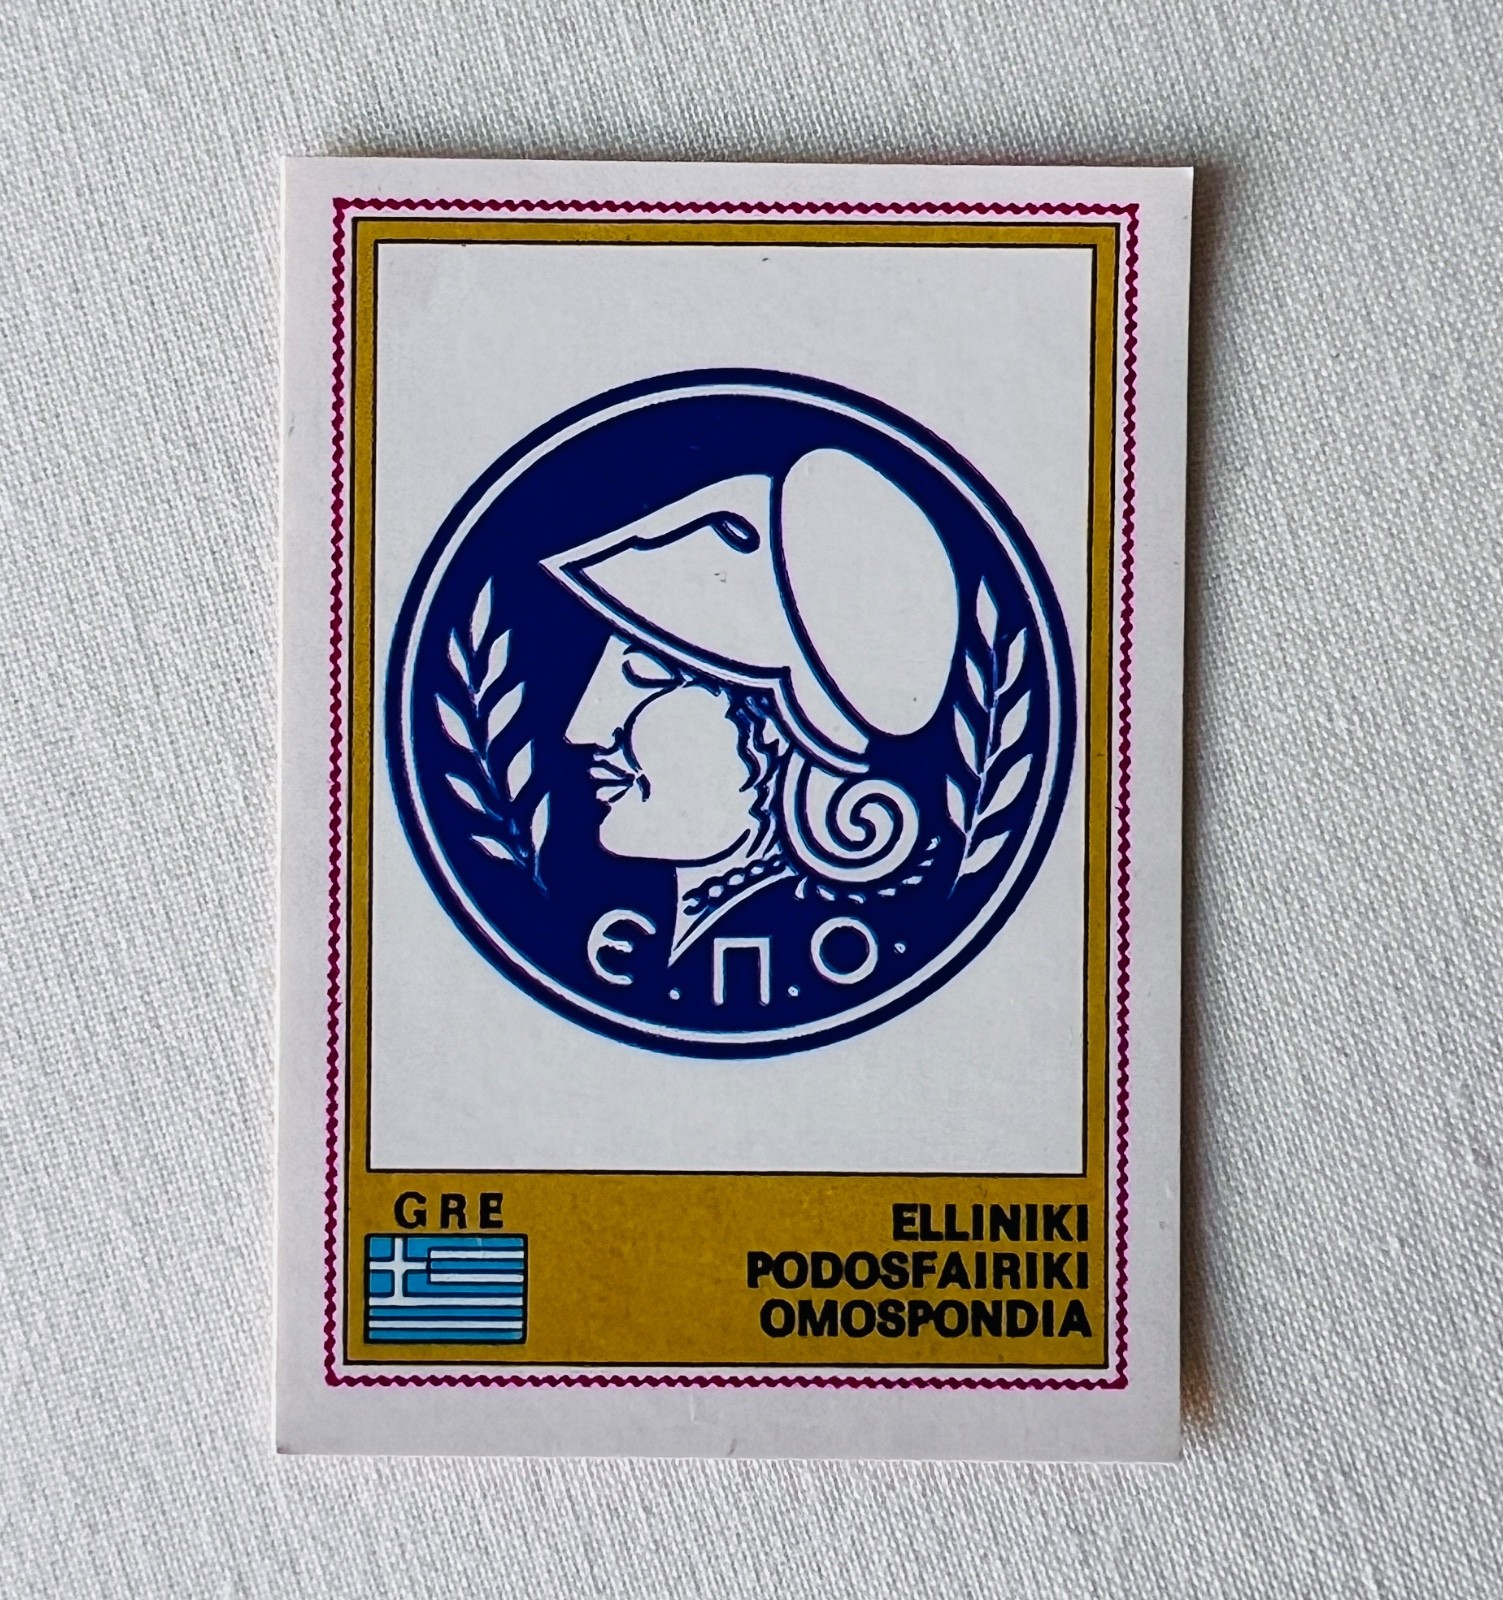 Ε.Π.Ο.
GRE
ELLINIKI
PODOSFAIRIKI
OMOSPONDIA